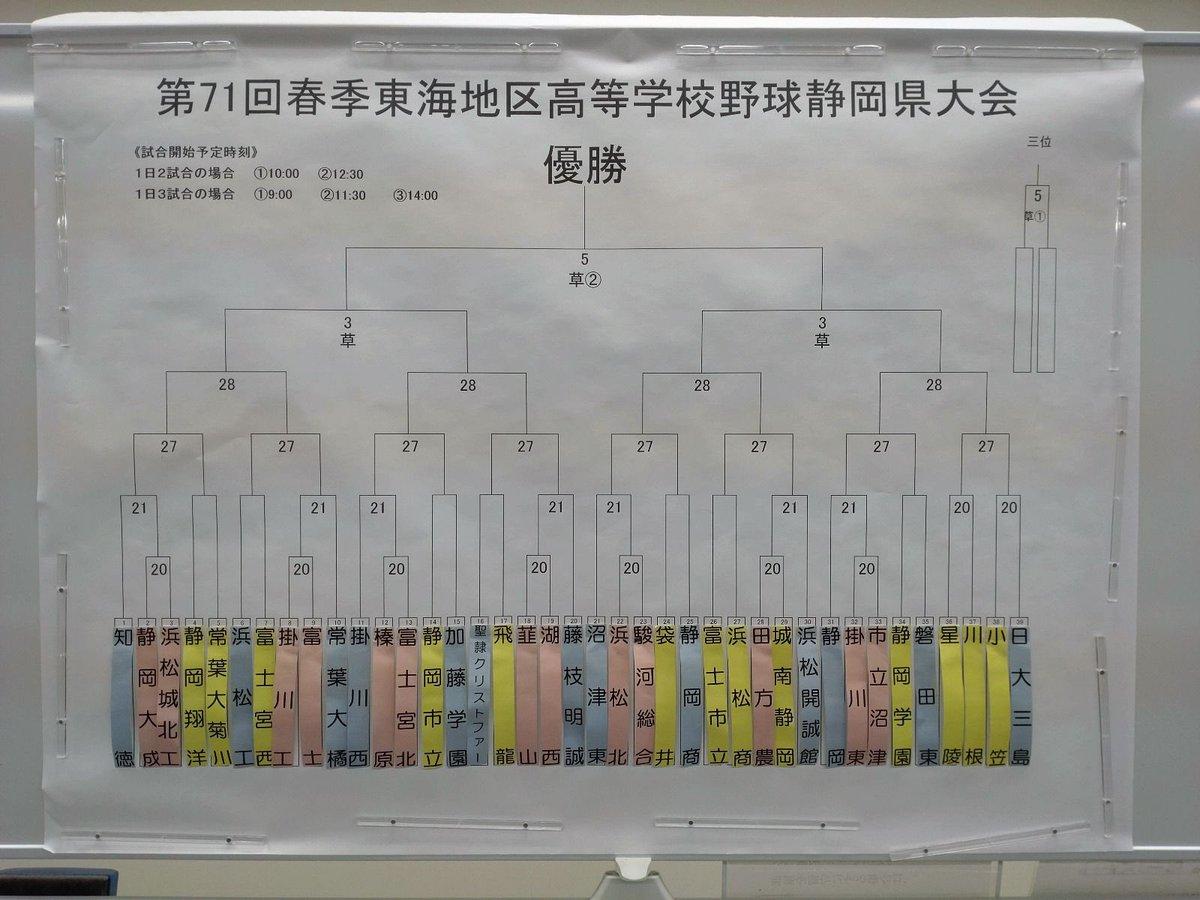 第71回春季東海地区高等学校野球静岡県大会
《試合開始予定時刻》
1日2試合の場合 ①10:00 ②12:30
1日3試合の場合 ①9:00 ②11:30 ③14:00
優勝
三位
5
草①
5
草②
3
草
3
草
28
28
28
28
27
27
27
27
27
27
27
27
21
21
21
21
21
21
21
20
20
20
20
20
20
20
20
20
1 知徳
2 静岡大成
3 浜松城北工
4 静岡翔洋
5 常葉大菊川
6 浜松工
7 富士宮西
8 掛川工
9 富士
10 常葉大橘
11 掛川西
12 榛原
13 富士宮北
14 静岡市立
15 加藤学園
16 聖隷クリストファー
17 飛龍
18 韮山
19 湖西
20 藤枝明誠
21 沼津東
22 浜松北
23 駿河総合
24 袋井
25 静岡商
26 富士市立
27 浜松商
28 田方農
29 城南静岡
30 浜松開誠館
31 静岡
32 掛川東
33 市立沼津
34 静岡学園
35 磐田東
36 星陵
37 川根
38 小笠
39 日大三島